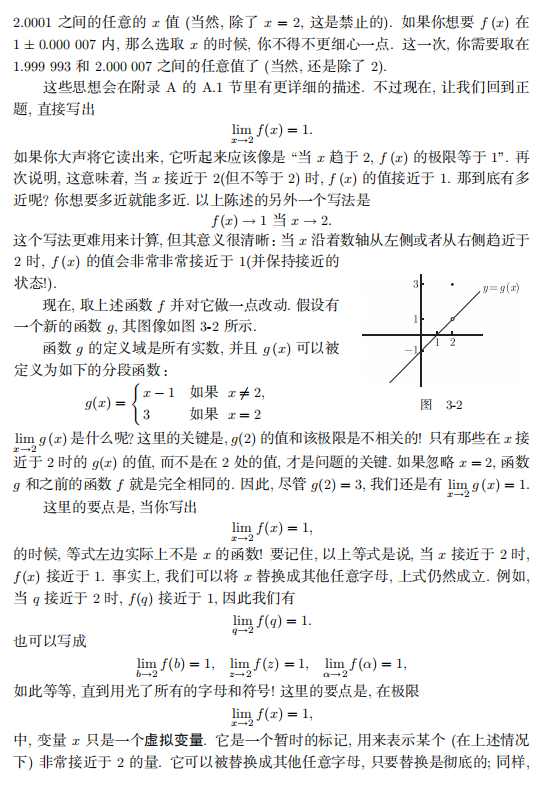 2.0001 之间的任意的 x 值 (当然, 除了 x = 2, 这是禁止的). 如果你想要 f (x) 在
1 ± 0.000 007 内, 那么选取 x 的时候, 你不得不更细心一点. 这一次, 你需要取在
1.999 993 和 2.000 007 之间的任意值了 (当然, 还是除了 2).
这些思想会在附录 A 的 A.1 节里有更详细的描述. 不过现在, 让我们回到正
题, 直接写出
lim f(x) = 1.
x→2
如果你大声将它读出来, 它听起来应该像是 “当 x 趋于 2, f (x) 的极限等于 1”. 再
次说明, 这意味着, 当 x 接近于 2(但不等于 2) 时, f (x) 的值接近于 1. 那到底有多
近呢? 你想要多近就能多近. 以上陈述的另外一个写法是
f(x) → 1 当 x → 2.
这个写法更难用来计算, 但其意义很清晰: 当 x 沿着数轴从左侧或者从右侧趋近于
2 时, f (x) 的值会非常非常接近于 1(并保持接近的
状态!).
现在, 取上述函数 f 并对它做一点改动. 假设有
一个新的函数 g, 其图像如图 3-2 所示.
函数 g 的定义域是所有实数, 并且 g (x) 可以被
定义为如下的分段函数:
g(x) = { x − 1 如果 x ≠ 2,
3 如果 x = 2
3
y = g (x)
1
1 2
−1
图 3-2
lim g (x) 是什么呢? 这里的关键是, g(2) 的值和该极限是不相关的! 只有那些在 x 接
x→2
近于 2 时的 g(x) 的值, 而不是在 2 处的值, 才是问题的关键. 如果忽略 x = 2, 函数
g 和之前的函数 f 就是完全相同的. 因此, 尽管 g(2) = 3, 我们还是有 lim g (x) = 1.
x→2
这里的要点是, 当你写出
lim f(x) = 1,
x→2
的时候, 等式左边实际上不是 x 的函数! 要记住, 以上等式是说, 当 x 接近于 2 时,
f(x) 接近于 1. 事实上, 我们可以将 x 替换成其他任意字母, 上式仍然成立. 例如,
当 q 接近于 2 时, f(q) 接近于 1, 因此我们有
lim f(q) = 1.
q→2
也可以写成
lim f(b) = 1, lim f(z) = 1, lim f(α) = 1,
b→2 z→2 α→2
如此等等, 直到用光了所有的字母和符号! 这里的要点是, 在极限
lim f(x) = 1,
x→2
中, 变量 x 只是一个虚拟变量. 它是一个暂时的标记, 用来表示某个 (在上述情况
下) 非常接近于 2 的量. 它可以被替换成其他任意字母, 只要替换是彻底的; 同样,